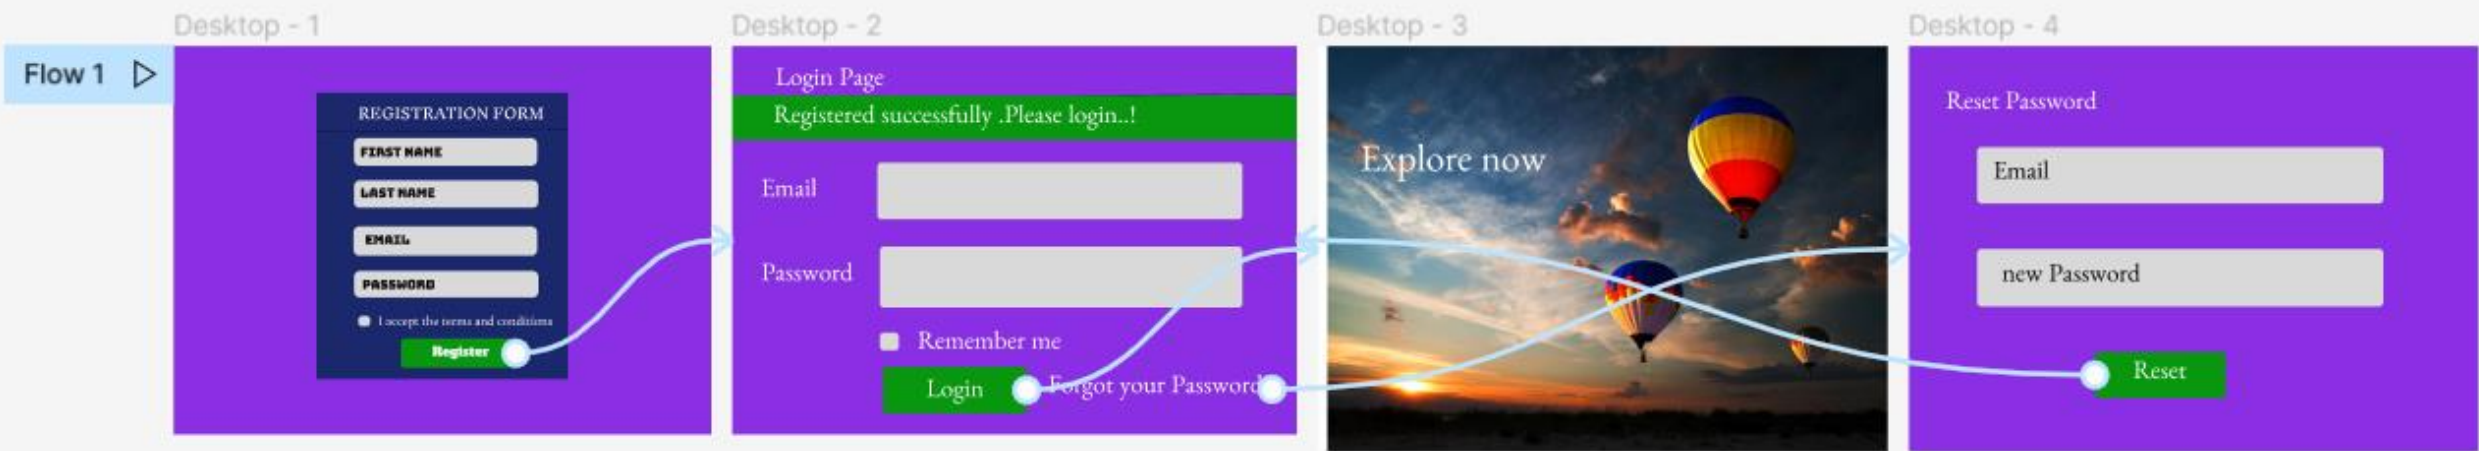 Desktop - 1
Desktop - 2
Desktop - 3
Desktop - 4
Flow 1
REGISTRATION FORM
FIRST NAME
LAST NAME
EMAIL
PASSWORD
I accept the terms and conditions
Register
Login Page
Registered successfully .Please login..!
Email
Password
Remember me
Login
Forgot your Password
Explore now
Reset Password
Email
new Password
Reset